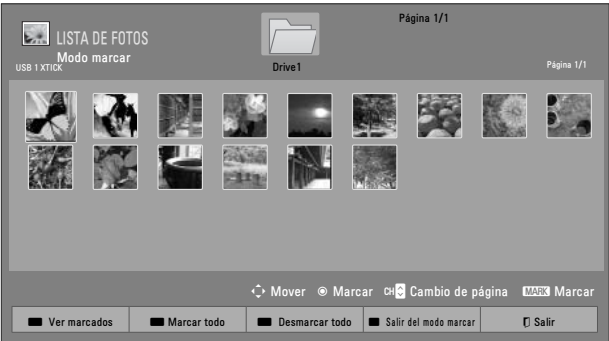 Página 1/1
LISTA DE FOTOS
Modo marcar
USB 1 XTICK
Drive1
Página 1/1
Mover Marcar CH Cambio de página MARK Marcar
Ver marcados Marcar todo Desmarcar todo Salir del modo marcar Salir